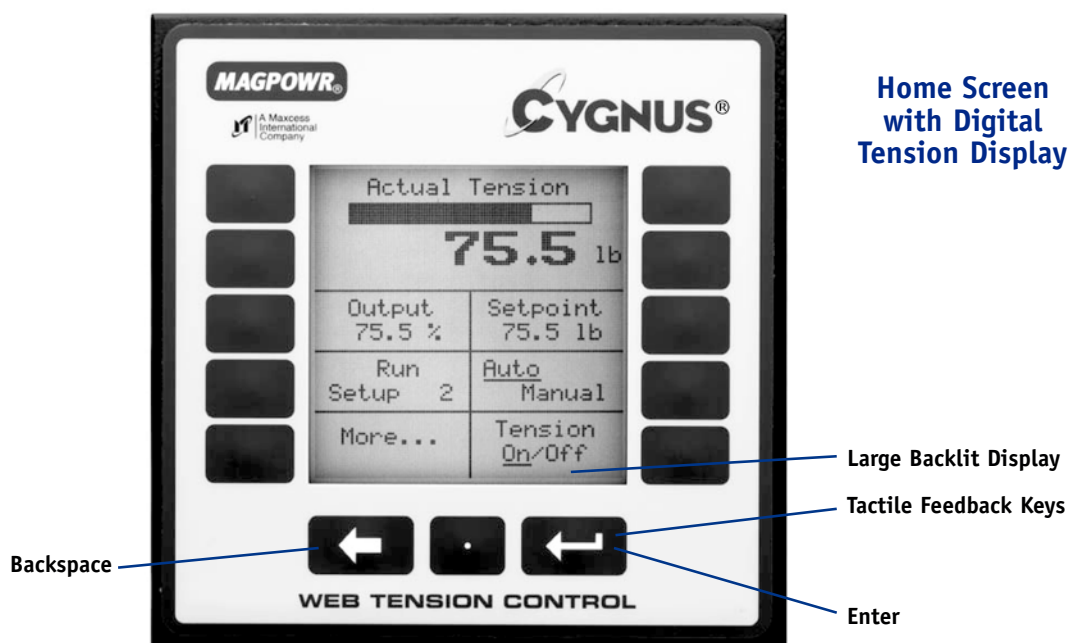 MAGPOWR®
A Maxcess
International
Company
CYGNUS®
Home Screen
with Digital
Tension Display
Actual Tension
75.5 lb
Output
75.5 %
Setpoint
75.5 lb
Run
Setup 2
Auto
Manual
More...
Tension
On/Off
Large Backlit Display
Tactile Feedback Keys
Backspace
.
WEB TENSION CONTROL
Enter